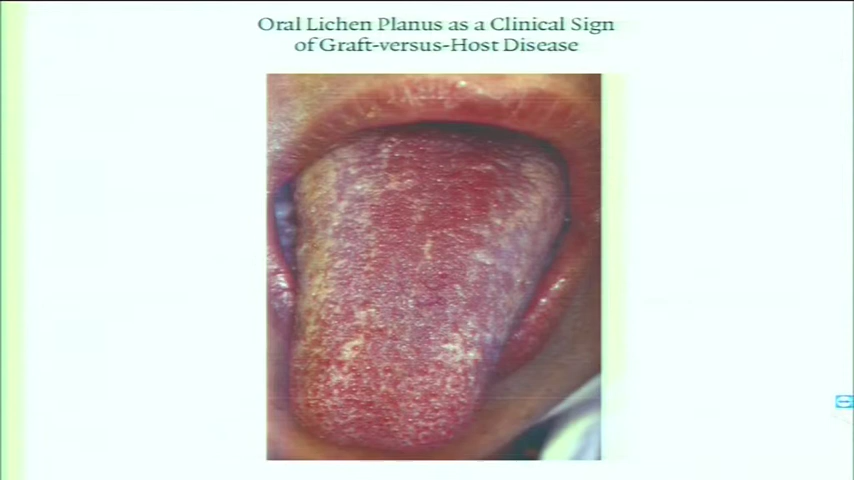 Oral Lichen Planus as a Clinical Sign
of Graft-versus-Host Disease